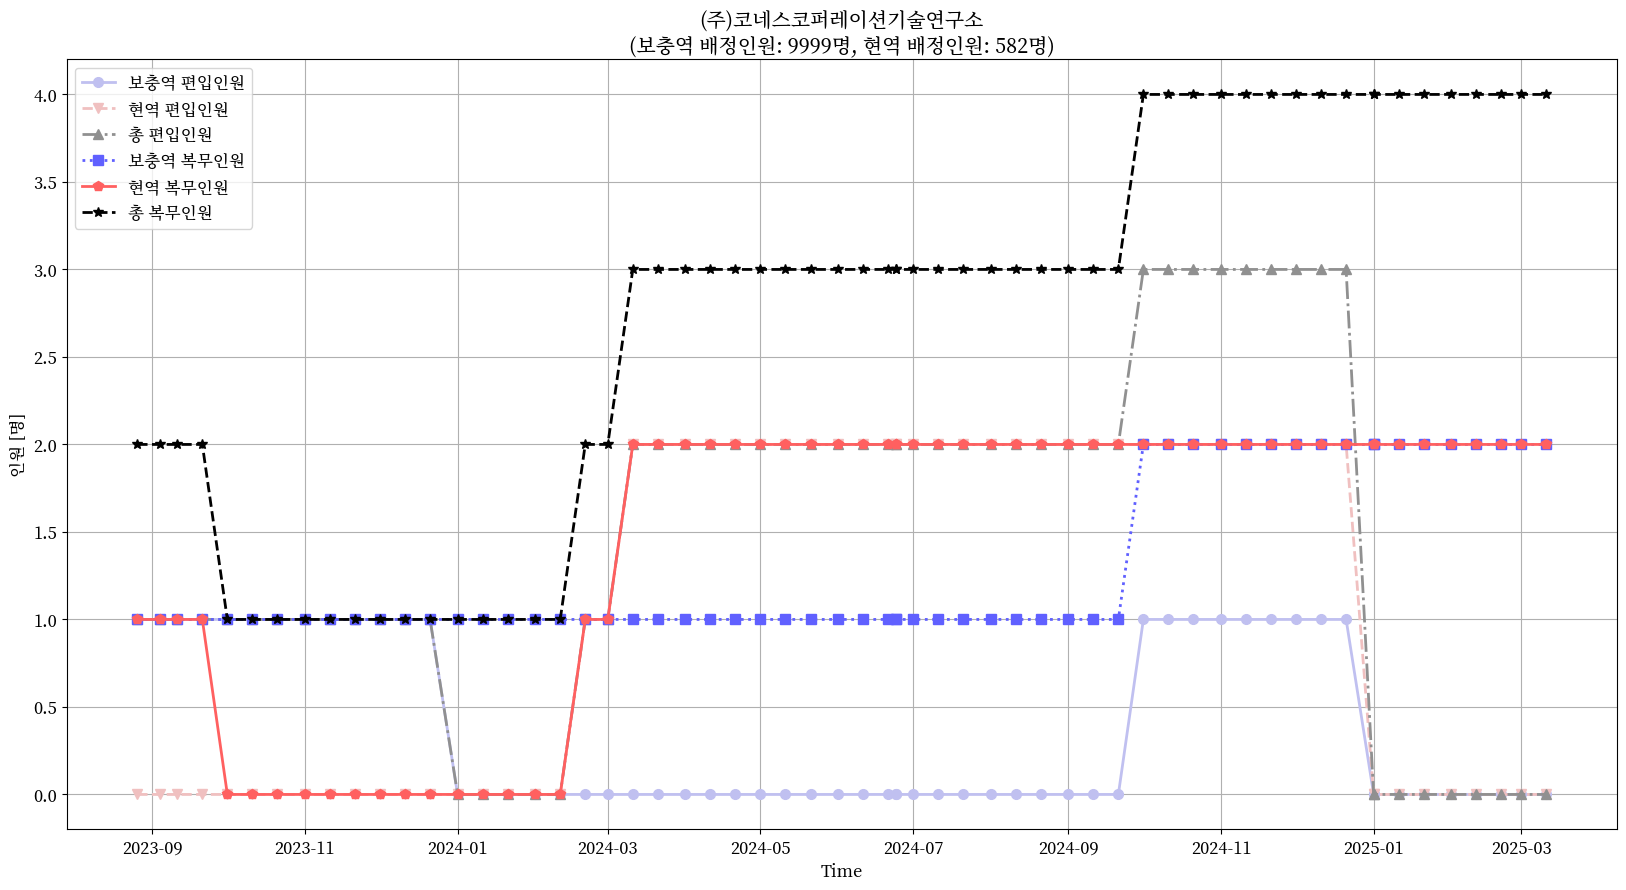 (주)코네스코퍼레이션기술연구소
(보충역 배정인원: 9999명, 현역 배정인원: 582명)
보충역 편입인원
현역 편입인원
총 편입인원
보충역 복무인원
현역 복무인원
총 복무인원
4.0
3.5
3.0
2.5
2.0
1.5
1.0
0.5
0.0
인원 [명]
2023-09 2023-11 2024-01 2024-03 2024-05 2024-07 2024-09 2024-11 2025-01 2025-03
Time